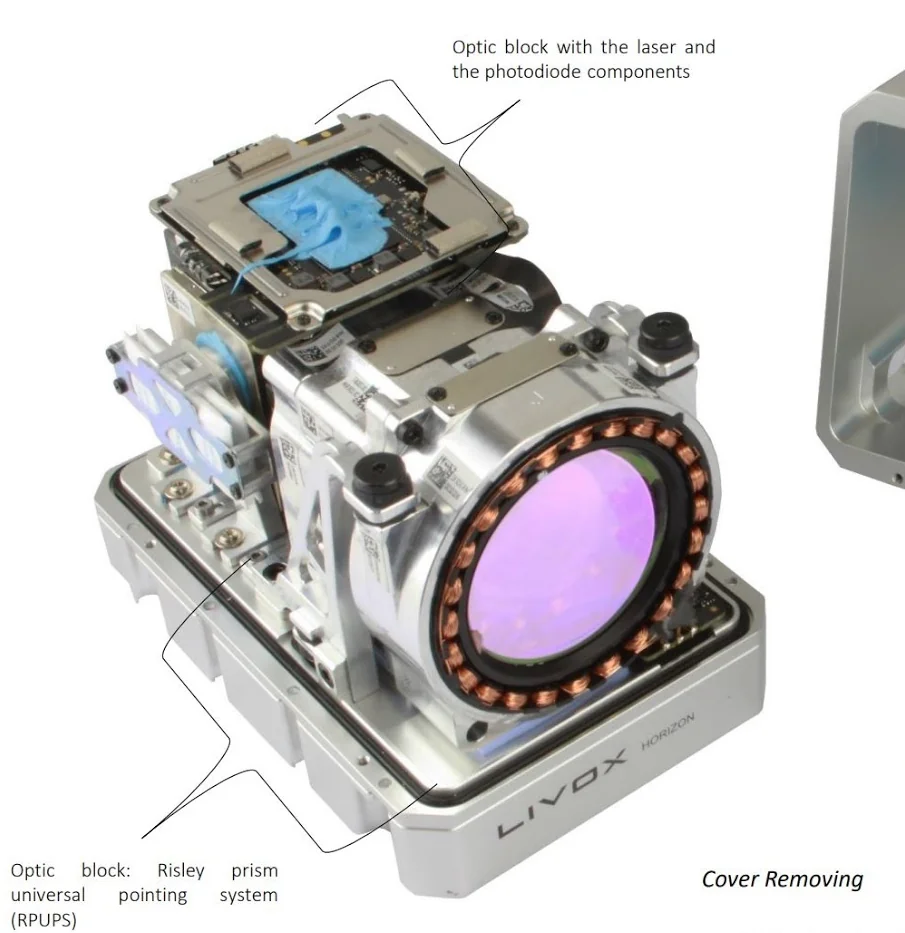 Optic block with the laser and
the photodiode components
LIVOX HORIZON
Optic block: Risley prism
universal pointing system
(RPUPS)
Cover Removing